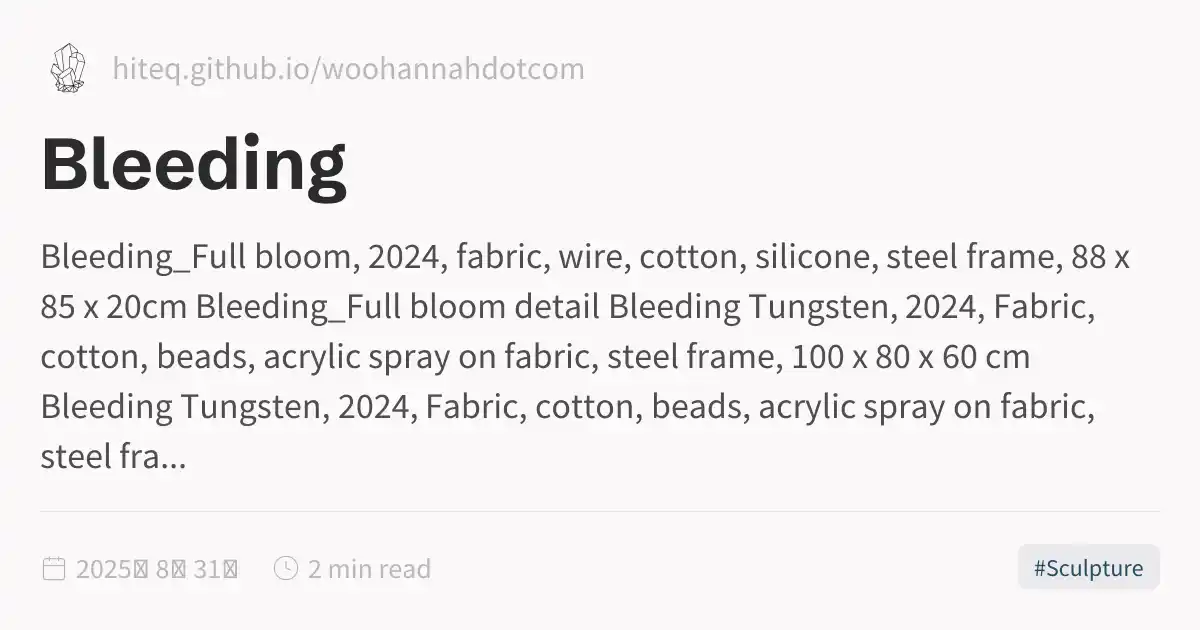 hiteq.github.io/woohannahdotcom
Bleeding
Bleeding_Full bloom, 2024, fabric, wire, cotton, silicone, steel frame, 88 x
85 x 20cm Bleeding_Full bloom detail Bleeding Tungsten, 2024, Fabric,
cotton, beads, acrylic spray on fabric, steel frame, 100 x 80 x 60 cm
Bleeding Tungsten, 2024, Fabric, cotton, beads, acrylic spray on fabric,
steel fra...
2025 8 31
2 min read
#Sculpture